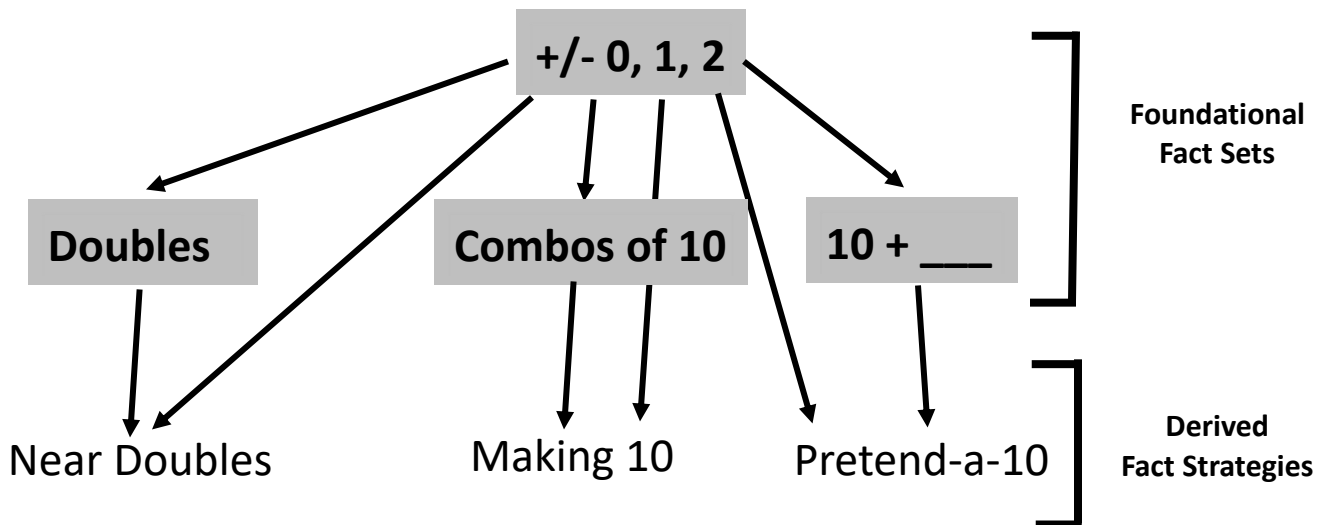 +/- 0, 1, 2
Foundational
Fact Sets
Doubles
Combos of 10
10 + ___
Near Doubles
Making 10
Pretend-a-10
Derived
Fact Strategies